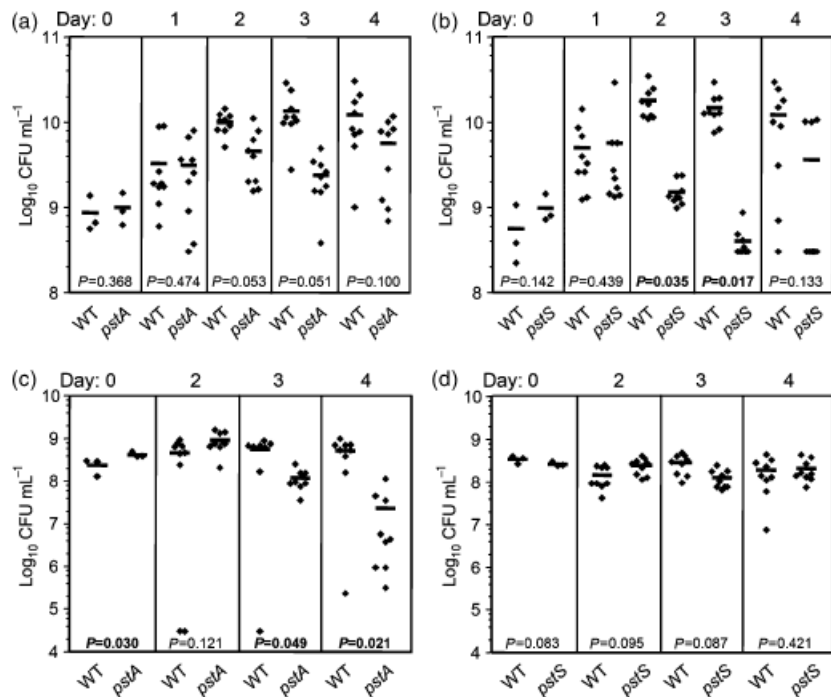 (a) Day: 0 1 2 3 4
Log₁₀ CFU mL⁻¹
11
10
9
8
P=0.368 P=0.474 P=0.053 P=0.051 P=0.100
WT pstA WT pstA WT pstA WT pstA WT pstA
(b) Day: 0 1 2 3 4
Log₁₀ CFU mL⁻¹
11
10
9
8
P=0.142 P=0.439 P=0.035 P=0.017 P=0.133
WT pstS WT pstS WT pstS WT pstS WT pstS
(c) Day: 0 2 3 4
Log₁₀ CFU mL⁻¹
10
9
8
7
6
5
4
P=0.030 P=0.121 P=0.049 P=0.021
WT pstA WT pstA WT pstA WT pstA
(d) Day: 0 2 3 4
Log₁₀ CFU mL⁻¹
10
9
8
7
6
5
4
P=0.083 P=0.095 P=0.087 P=0.421
WT pstS WT pstS WT pstS WT pstS